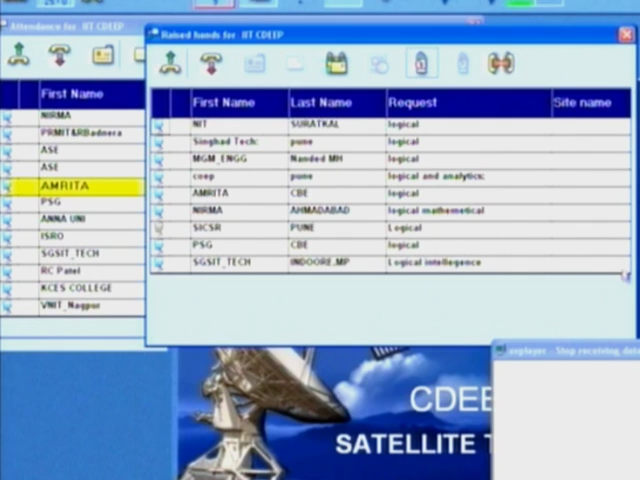 Attendance for IIT CDEEP
First Name
NIRMA
PRMIT&RBadnera
ASE
ASE
AMRITA
PSG
ANNA UNI
ISRO
SGSIT_TECH
RC Patel
KCES COLLEGE
VNIT_Nagpur
Raised hands for IIT CDEEP
First Name Last Name Request Site name
NIT SURATKAL logical
Singhad Tech: pune logical
MGM_ENGG Nanded MH logical
coep pune logical and analytics:
AMRITA CBE logical
NIRMA AHMADABAD logical mathemetical
SICSR PUNE Logical
PSG CBE logical
SGSIT_TECH INDOORE.MP Logical intellegence
CDEE
SATELLITE T
- Stop receiving data